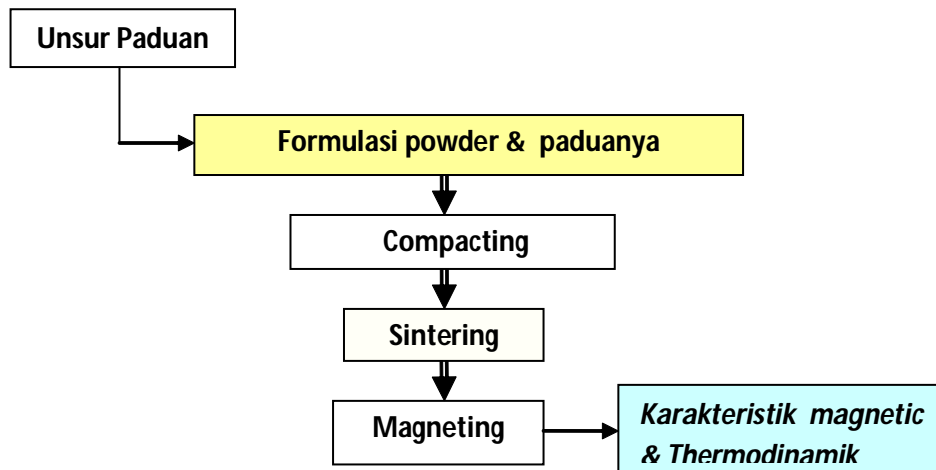 Unsur Paduan
Formulasi powder & paduanya
Compacting
Sintering
Magneting
Karakteristik magnetic
& Thermodinamik